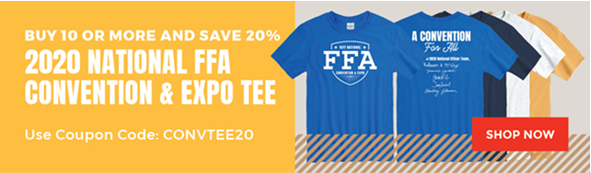 BUY 10 OR MORE AND SAVE 20%
2020 NATIONAL FFA
CONVENTION & EXPO TEE
Use Coupon Code: CONVTEE20
FFA
CONVENTION & EXPO
A CONVENTION
For All
SHOP NOW